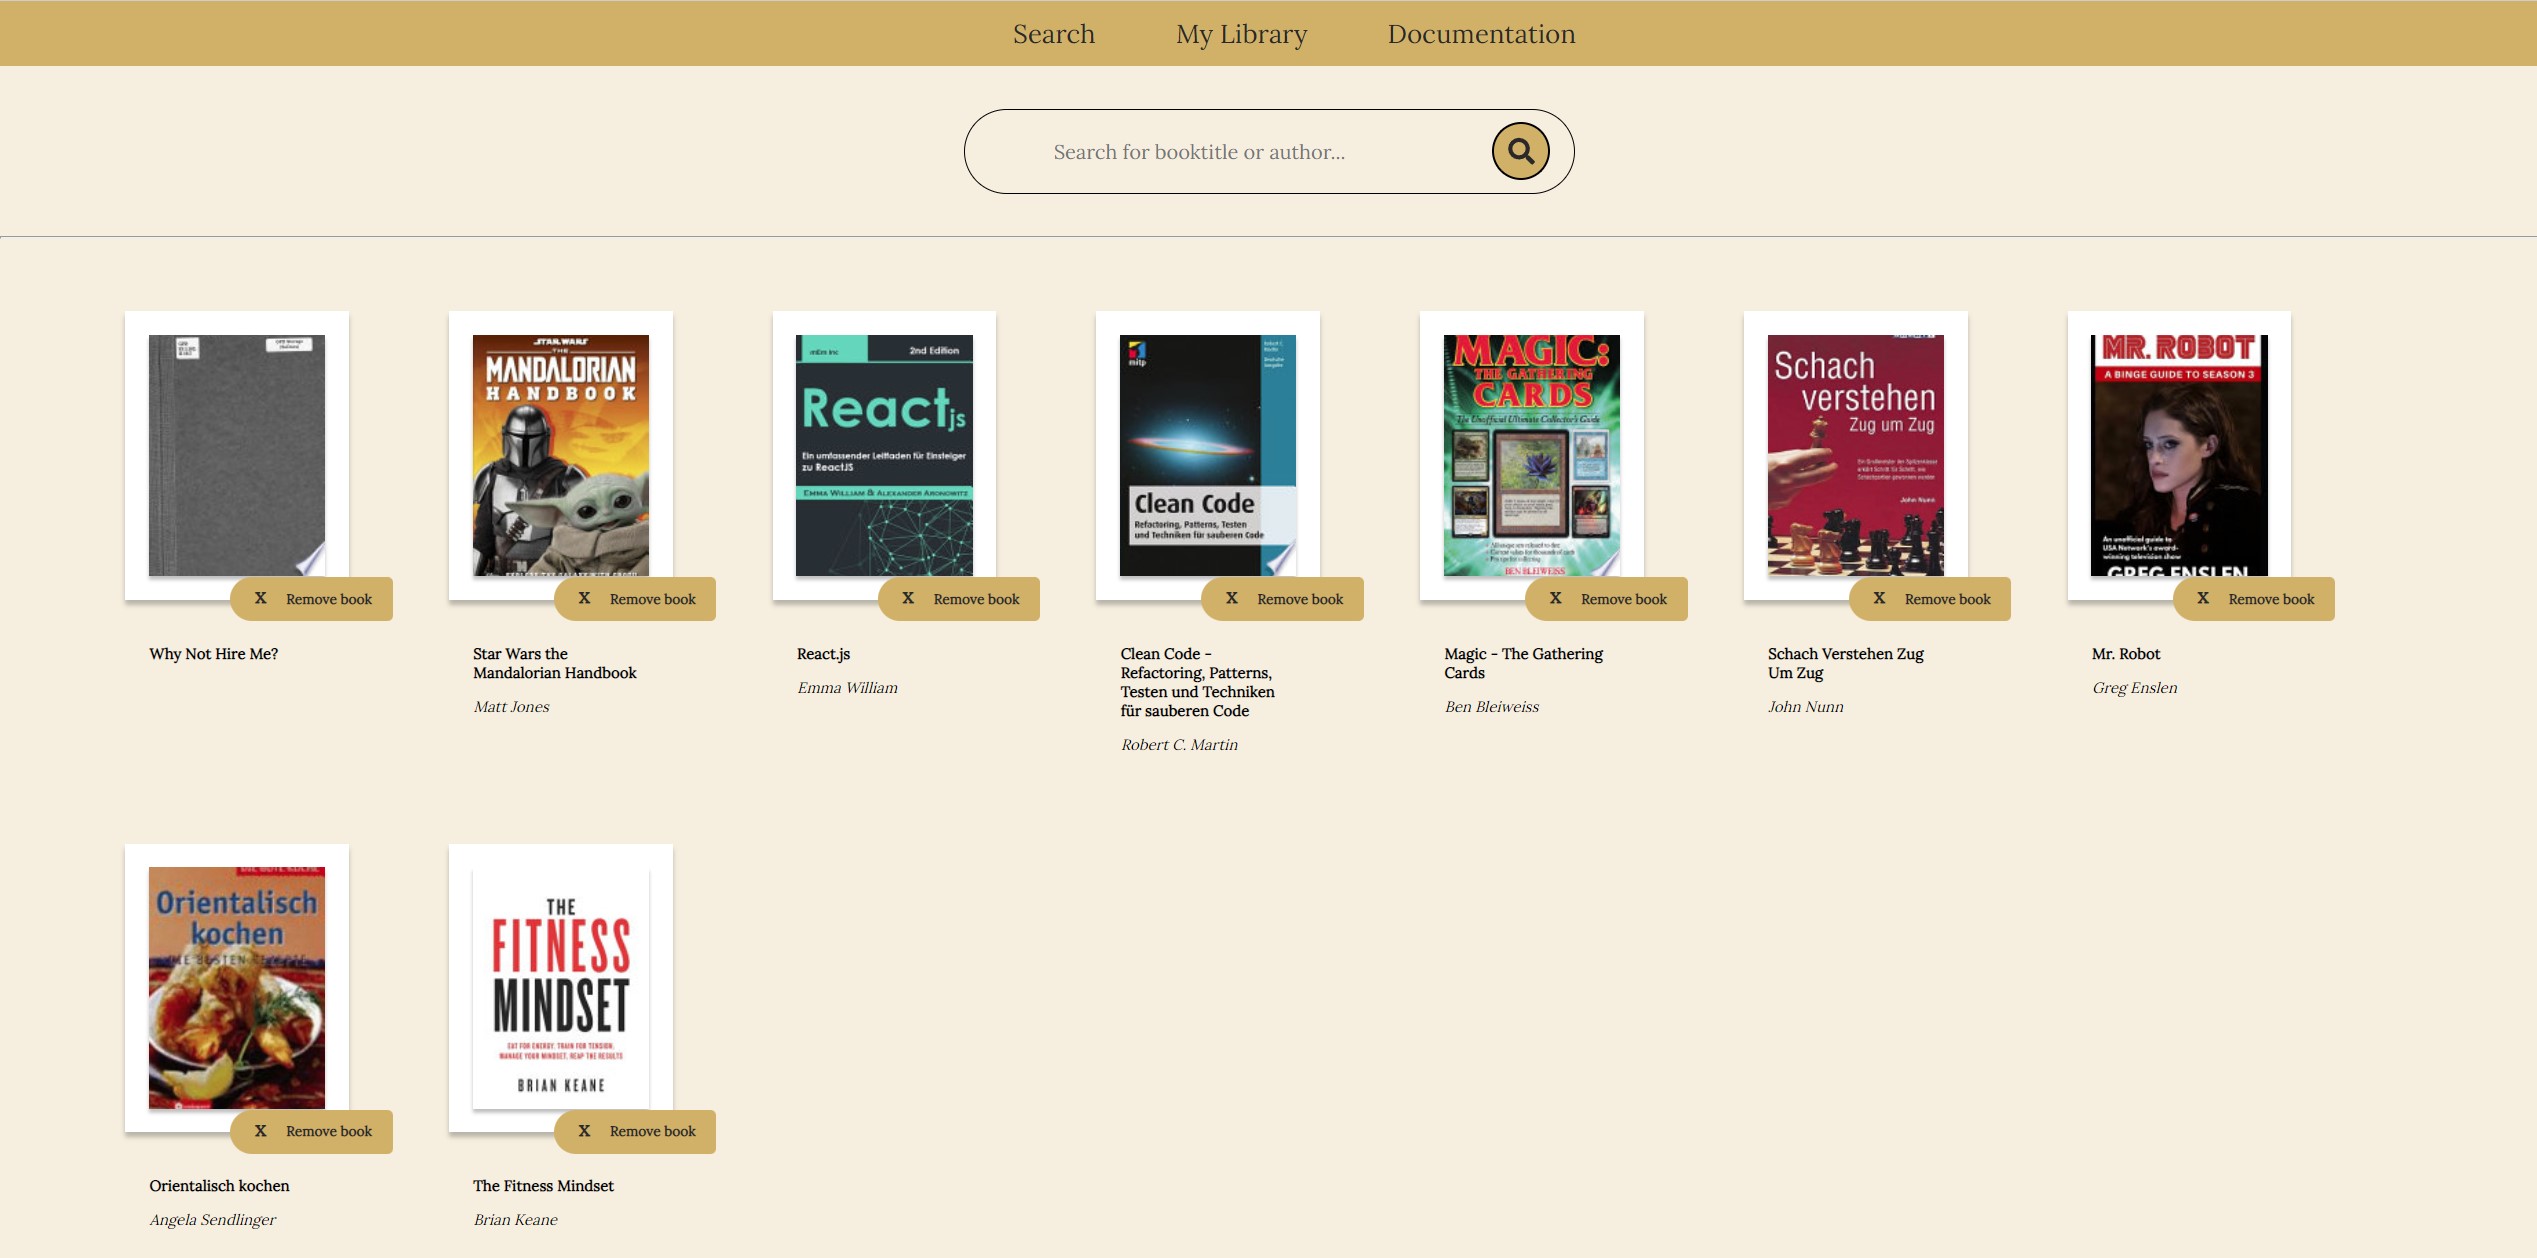 Search
My Library
Documentation
Search for booktitle or author...
STAR WARS
THE
MANDALORIAN
HANDBOOK
2nd Edition
Reactjs
Ein umfassender Leitfaden für Einsteiger
zu ReactJS
EMMA WILLIAM & ALEXANDER ARONOWITZ
mitp
Clean Code
Refactoring, Patterns, Testen
und Techniken für sauberen Code
MAGIC:
THE GATHERING
CARDS
The Unofficial Ultimate Collector's Guide
BEN BLEIWEISS
Schach
verstehen
Zug um Zug
John Nunn
MR. ROBOT
A BINGE GUIDE TO SEASON 3
An unofficial guide to
USA Network's award-
winning television show
GREG ENSLEN
X Remove book
X Remove book
X Remove book
X Remove book
X Remove book
X Remove book
X Remove book
Why Not Hire Me?
Star Wars the
Mandalorian Handbook
Matt Jones
React.js
Emma William
Clean Code -
Refactoring, Patterns,
Testen und Techniken
für sauberen Code
Robert C. Martin
Magic - The Gathering
Cards
Ben Bleiweiss
Schach Verstehen Zug
Um Zug
John Nunn
Mr. Robot
Greg Enslen
Orientalisch
kochen
DIE BESTEN REZEPTE
THE
FITNESS
MINDSET
EAT FOR ENERGY, TRAIN FOR TENSION,
MANAGE YOUR MINDSET, REAP THE RESULTS
BRIAN KEANE
X Remove book
X Remove book
Orientalisch kochen
Angela Sendlinger
The Fitness Mindset
Brian Keane